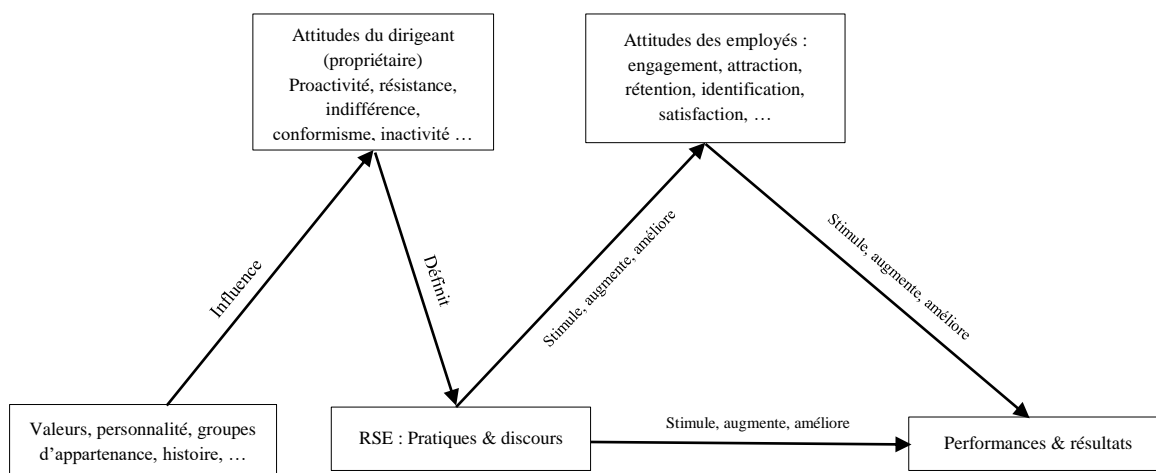 Attitudes du dirigeant
(propriétaire)
Proactivité, résistance,
indifférence,
conformisme, inactivité …
Attitudes des employés :
engagement, attraction,
rétention, identification,
satisfaction, …
Influence
Définit
Stimule, augmente, améliore
Stimule, augmente, améliore
Valeurs, personnalité, groupes
d’appartenance, histoire, …
RSE : Pratiques & discours
Stimule, augmente, améliore
Performances & résultats